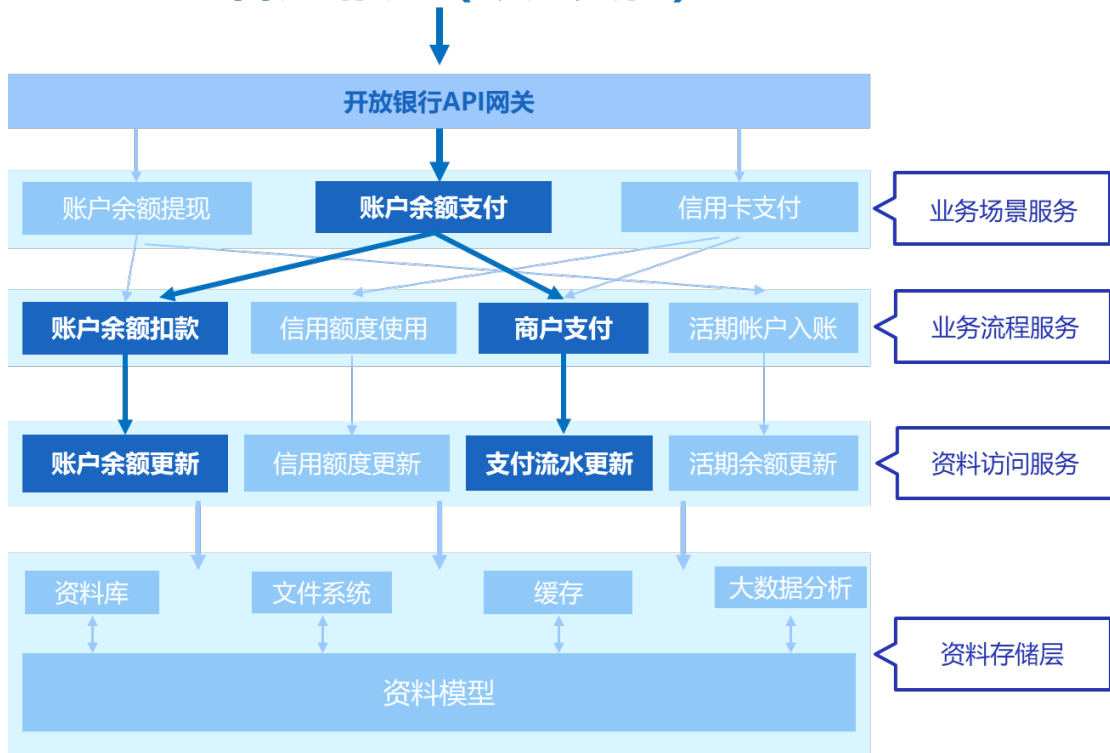 开放银行API网关
账户余额提现
账户余额支付
信用卡支付
业务场景服务
账户余额扣款
信用额度使用
商户支付
活期帐户入账
业务流程服务
账户余额更新
信用额度更新
支付流水更新
活期余额更新
资料访问服务
资料库
文件系统
缓存
大数据分析
资料存储层
资料模型